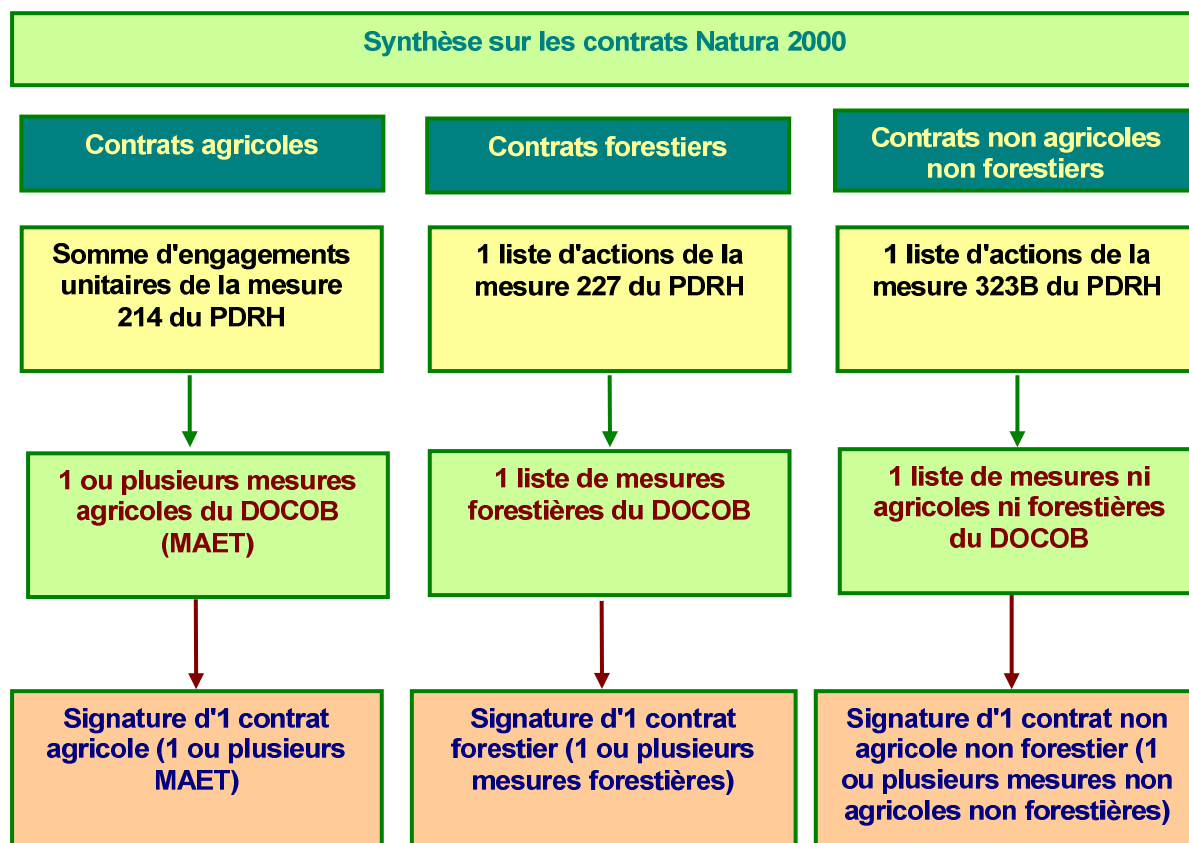 Synthèse sur les contrats Natura 2000
Contrats agricoles
Contrats forestiers
Contrats non agricoles
non forestiers
Somme d'engagements
unitaires de la mesure
214 du PDRH
1 liste d'actions de la
mesure 227 du PDRH
1 liste d'actions de la
mesure 323B du PDRH
1 ou plusieurs mesures
agricoles du DOCOB
(MAET)
1 liste de mesures
forestières du DOCOB
1 liste de mesures ni
agricoles ni forestières
du DOCOB
Signature d'1 contrat
agricole (1 ou plusieurs
MAET)
Signature d'1 contrat
forestier (1 ou plusieurs
mesures forestières)
Signature d'1 contrat non
agricole non forestier (1
ou plusieurs mesures non
agricoles non forestières)